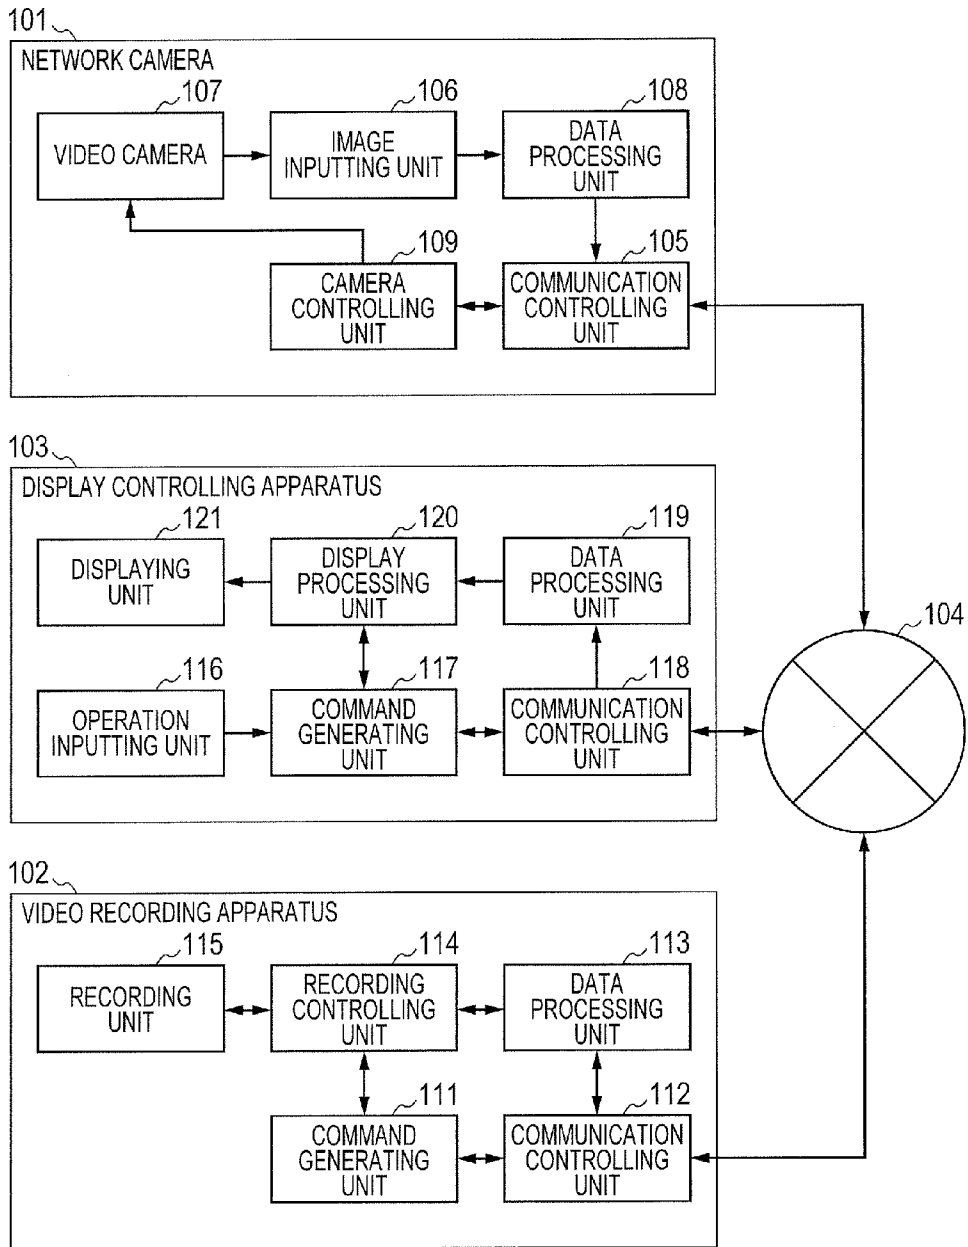 101
NETWORK CAMERA
107
106
108
VIDEO CAMERA
IMAGE
INPUTTING UNIT
DATA
PROCESSING
UNIT
109
105
CAMERA
CONTROLLING
UNIT
COMMUNICATION
CONTROLLING
UNIT
103
DISPLAY CONTROLLING APPARATUS
121
120
119
DISPLAYING
UNIT
DISPLAY
PROCESSING
UNIT
DATA
PROCESSING
UNIT
104
116
117
118
OPERATION
INPUTTING UNIT
COMMAND
GENERATING
UNIT
COMMUNICATION
CONTROLLING
UNIT
102
VIDEO RECORDING APPARATUS
115
114
113
RECORDING
UNIT
RECORDING
CONTROLLING
UNIT
DATA
PROCESSING
UNIT
111
112
COMMAND
GENERATING
UNIT
COMMUNICATION
CONTROLLING
UNIT